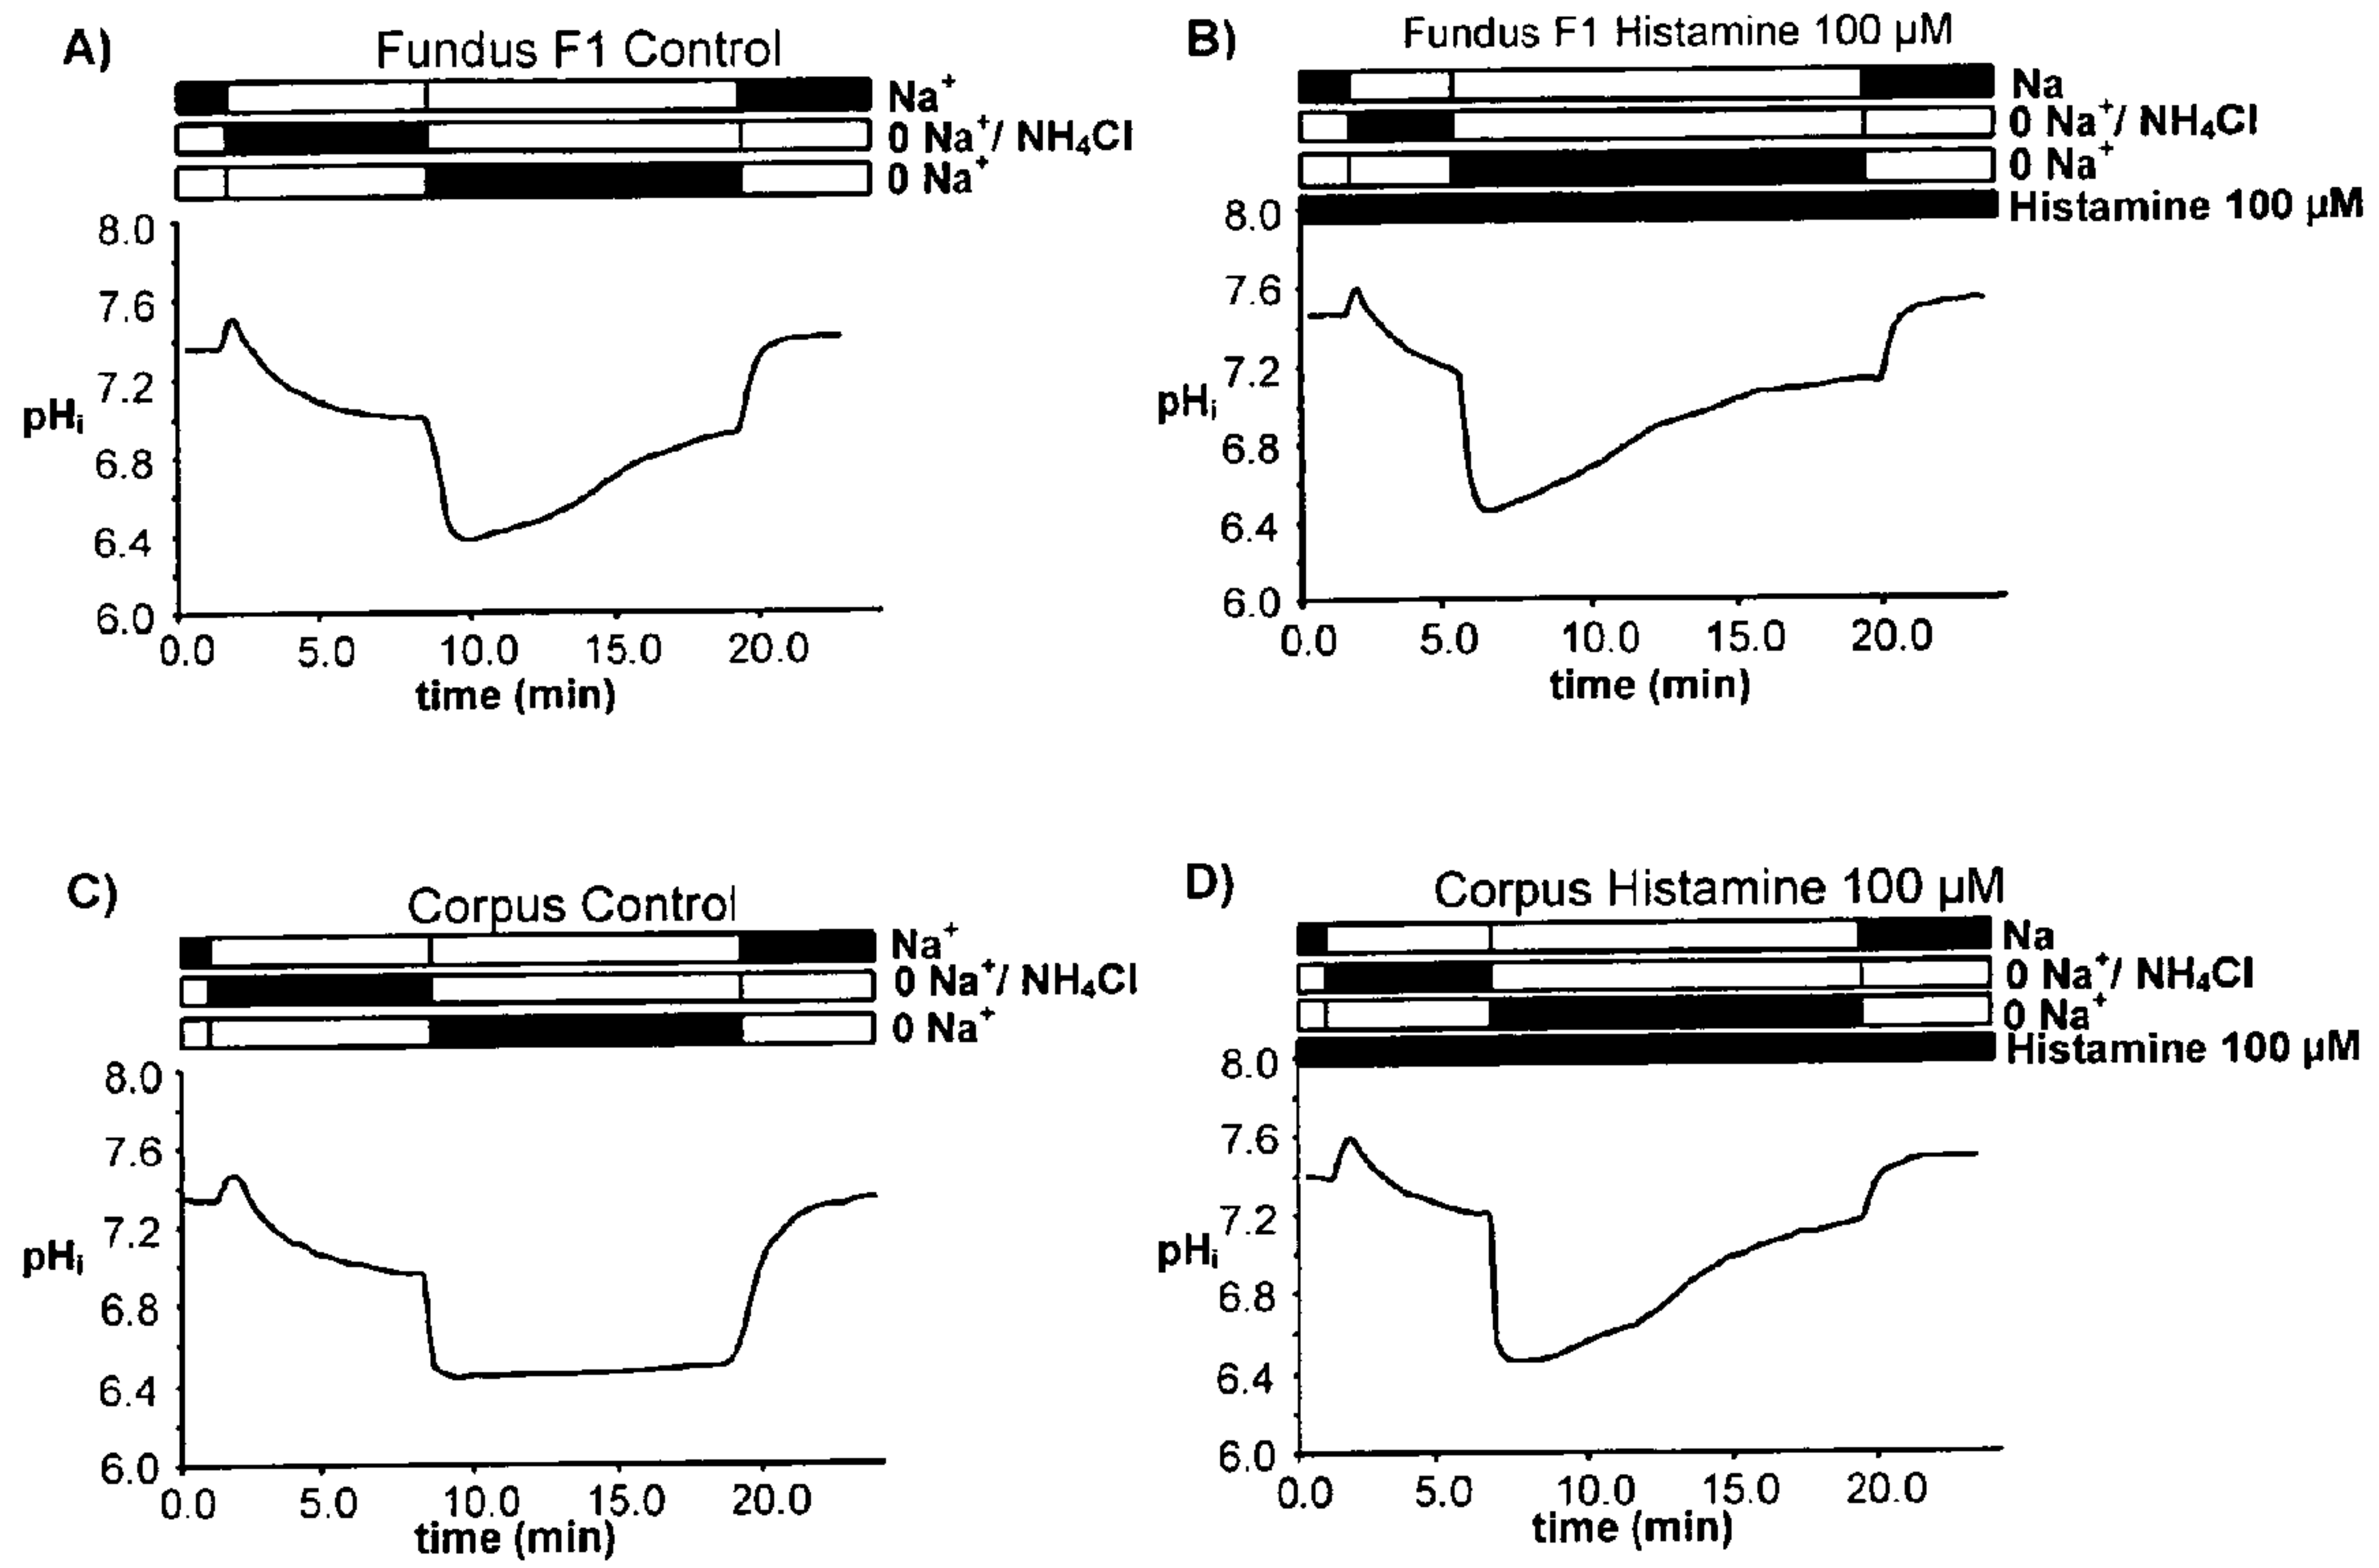 A)
Fundus F1 Control
Na⁺
0 Na⁺/ NH₄Cl
0 Na⁺
8.0
7.6
7.2
pHᵢ
6.8
6.4
6.0
0.0 5.0 10.0 15.0 20.0
time (min)
B)
Fundus F1 Histamine 100 µM
Na
0 Na⁺/ NH₄Cl
0 Na⁺
Histamine 100 µM
8.0
7.6
7.2
pHᵢ
6.8
6.4
6.0
0.0 5.0 10.0 15.0 20.0
time (min)
C)
Corpus Control
Na⁺
0 Na⁺/ NH₄Cl
0 Na⁺
8.0
7.6
7.2
pHᵢ
6.8
6.4
6.0
0.0 5.0 10.0 15.0 20.0
time (min)
D)
Corpus Histamine 100 µM
Na
0 Na⁺/ NH₄Cl
0 Na⁺
Histamine 100 µM
8.0
7.6
7.2
pHᵢ
6.8
6.4
6.0
0.0 5.0 10.0 15.0 20.0
time (min)